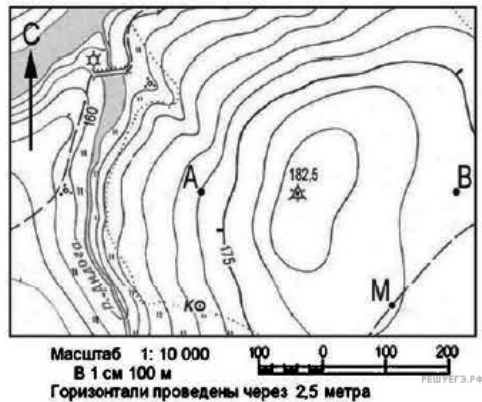 С
160
А
182,5
В
175
р. Андога
К
М
Масштаб 1: 10 000
В 1 см 100 м
100 0 100 200
Горизонтали проведены через 2,5 метра
РЕШУЕГЭ.РФ